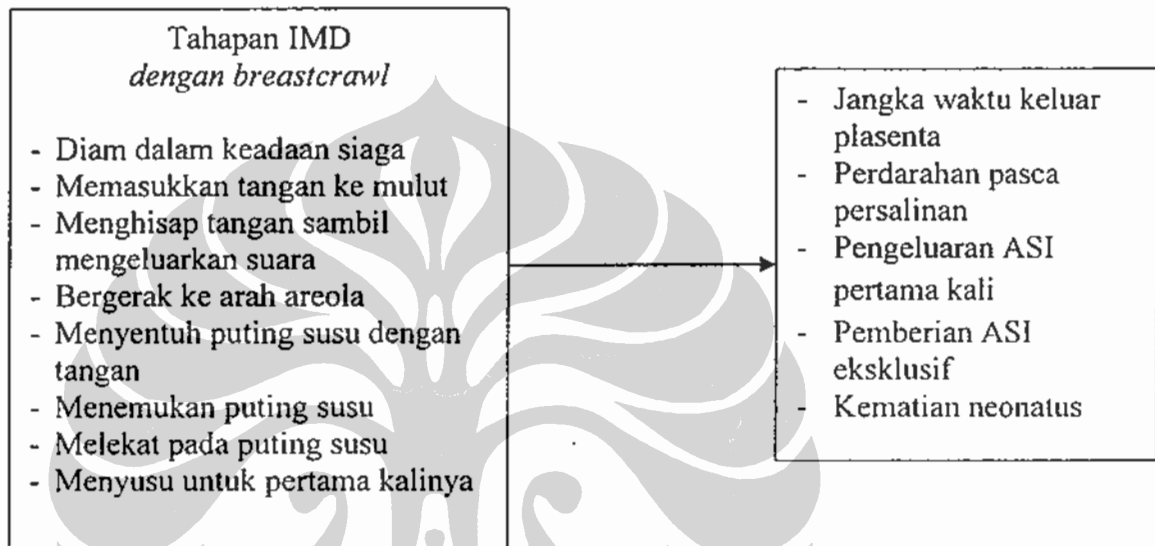 Tahapan IMD
dengan breastcrawl
- Diam dalam keadaan siaga
- Memasukkan tangan ke mulut
- Menghisap tangan sambil
mengeluarkan suara
- Bergerak ke arah areola
- Menyentuh puting susu dengan
tangan
- Menemukan puting susu
- Melekat pada puting susu
- Menyusu untuk pertama kalinya
- Jangka waktu keluar
plasenta
- Perdarahan pasca
persalinan
- Pengeluaran ASI
pertama kali
- Pemberian ASI
eksklusif
- Kematian neonatus